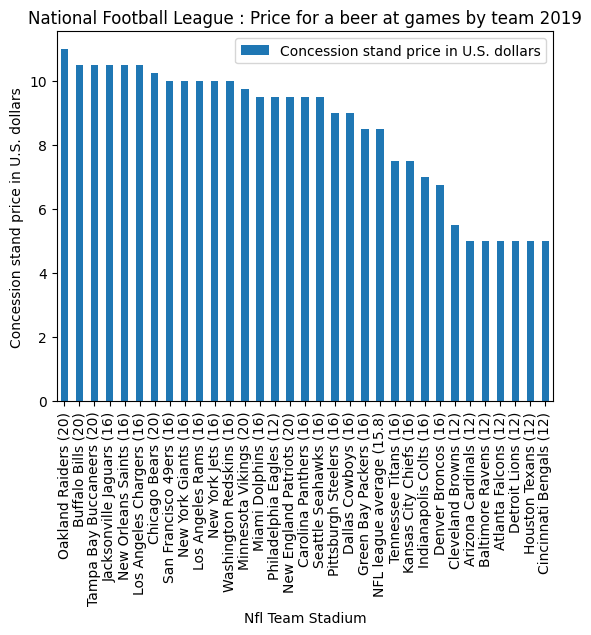 National Football League : Price for a beer at games by team 2019
Concession stand price in U.S. dollars
Concession stand price in U.S. dollars
10
8
6
4
2
0
Oakland Raiders (20)
Buffalo Bills (20)
Tampa Bay Buccaneers (20)
Jacksonville Jaguars (16)
New Orleans Saints (16)
Los Angeles Chargers (16)
Chicago Bears (20)
San Francisco 49ers (16)
New York Giants (16)
Los Angeles Rams (16)
New York Jets (16)
Washington Redskins (16)
Minnesota Vikings (20)
Miami Dolphins (16)
Philadelphia Eagles (12)
New England Patriots (20)
Carolina Panthers (16)
Seattle Seahawks (16)
Pittsburgh Steelers (16)
Dallas Cowboys (16)
Green Bay Packers (16)
NFL league average (15.8)
Tennessee Titans (16)
Kansas City Chiefs (16)
Indianapolis Colts (16)
Denver Broncos (16)
Cleveland Browns (12)
Arizona Cardinals (12)
Baltimore Ravens (12)
Atlanta Falcons (12)
Detroit Lions (12)
Houston Texans (12)
Cincinnati Bengals (12)
Nfl Team Stadium